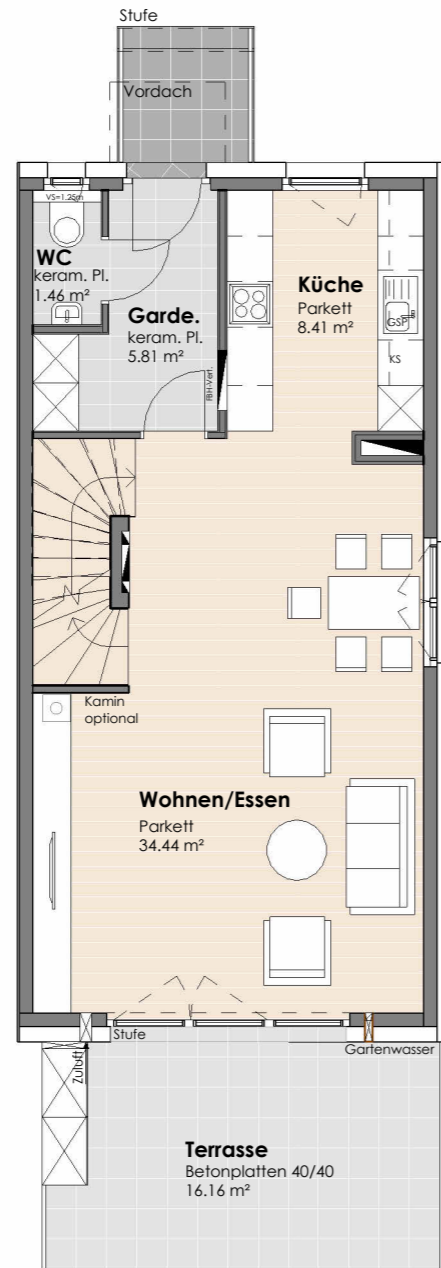 Stufe
Vordach
VS=1.25m
WC
keram. Pl.
1.46 m²
Garde.
keram. Pl.
5.81 m²
FBH-Vert.
Küche
Parkett
8.41 m²
GSP
KS
Kamin
optional
Wohnen/Essen
Parkett
34.44 m²
Stufe
Gartenwasser
Zuluft
Terrasse
Betonplatten 40/40
16.16 m²